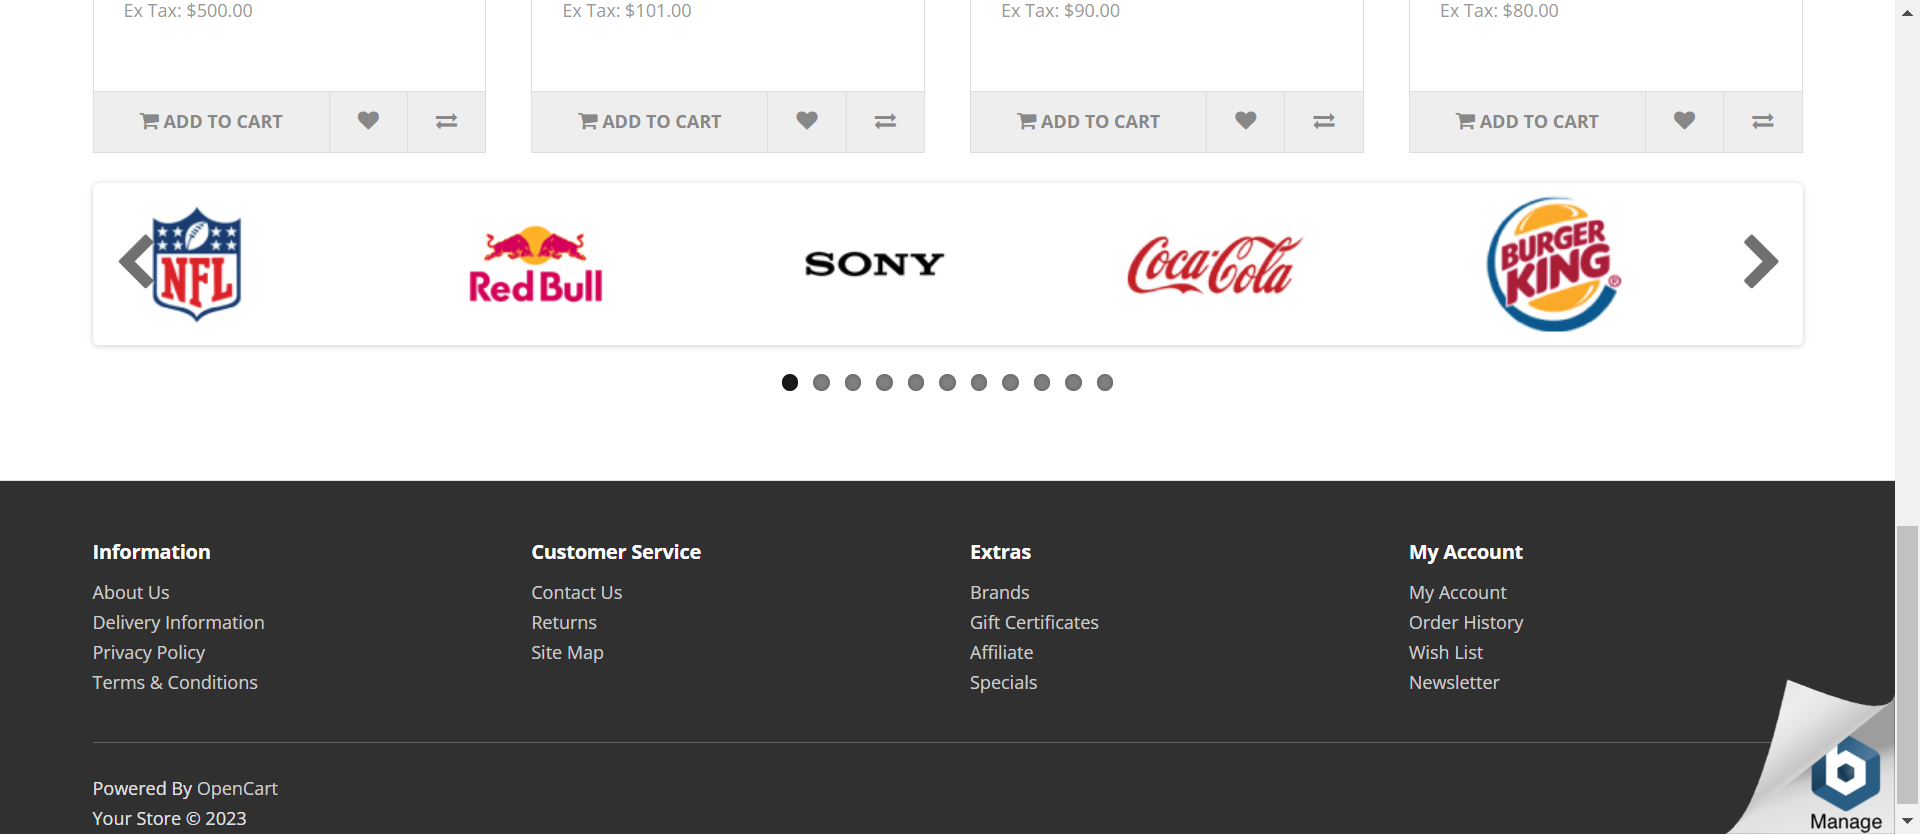 Ex Tax: $500.00
Ex Tax: $101.00
Ex Tax: $90.00
Ex Tax: $80.00
ADD TO CART
ADD TO CART
ADD TO CART
ADD TO CART
NFL
Red Bull
SONY
Coca-Cola
BURGER
KING®
Information
About Us
Delivery Information
Privacy Policy
Terms & Conditions
Customer Service
Contact Us
Returns
Site Map
Extras
Brands
Gift Certificates
Affiliate
Specials
My Account
My Account
Order History
Wish List
Newsletter
Powered By OpenCart
Your Store © 2023
b
Manage